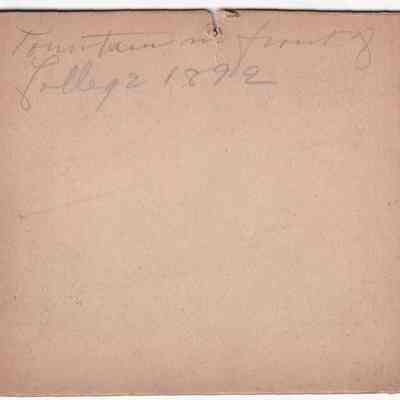 Fountain in front of
College 1892